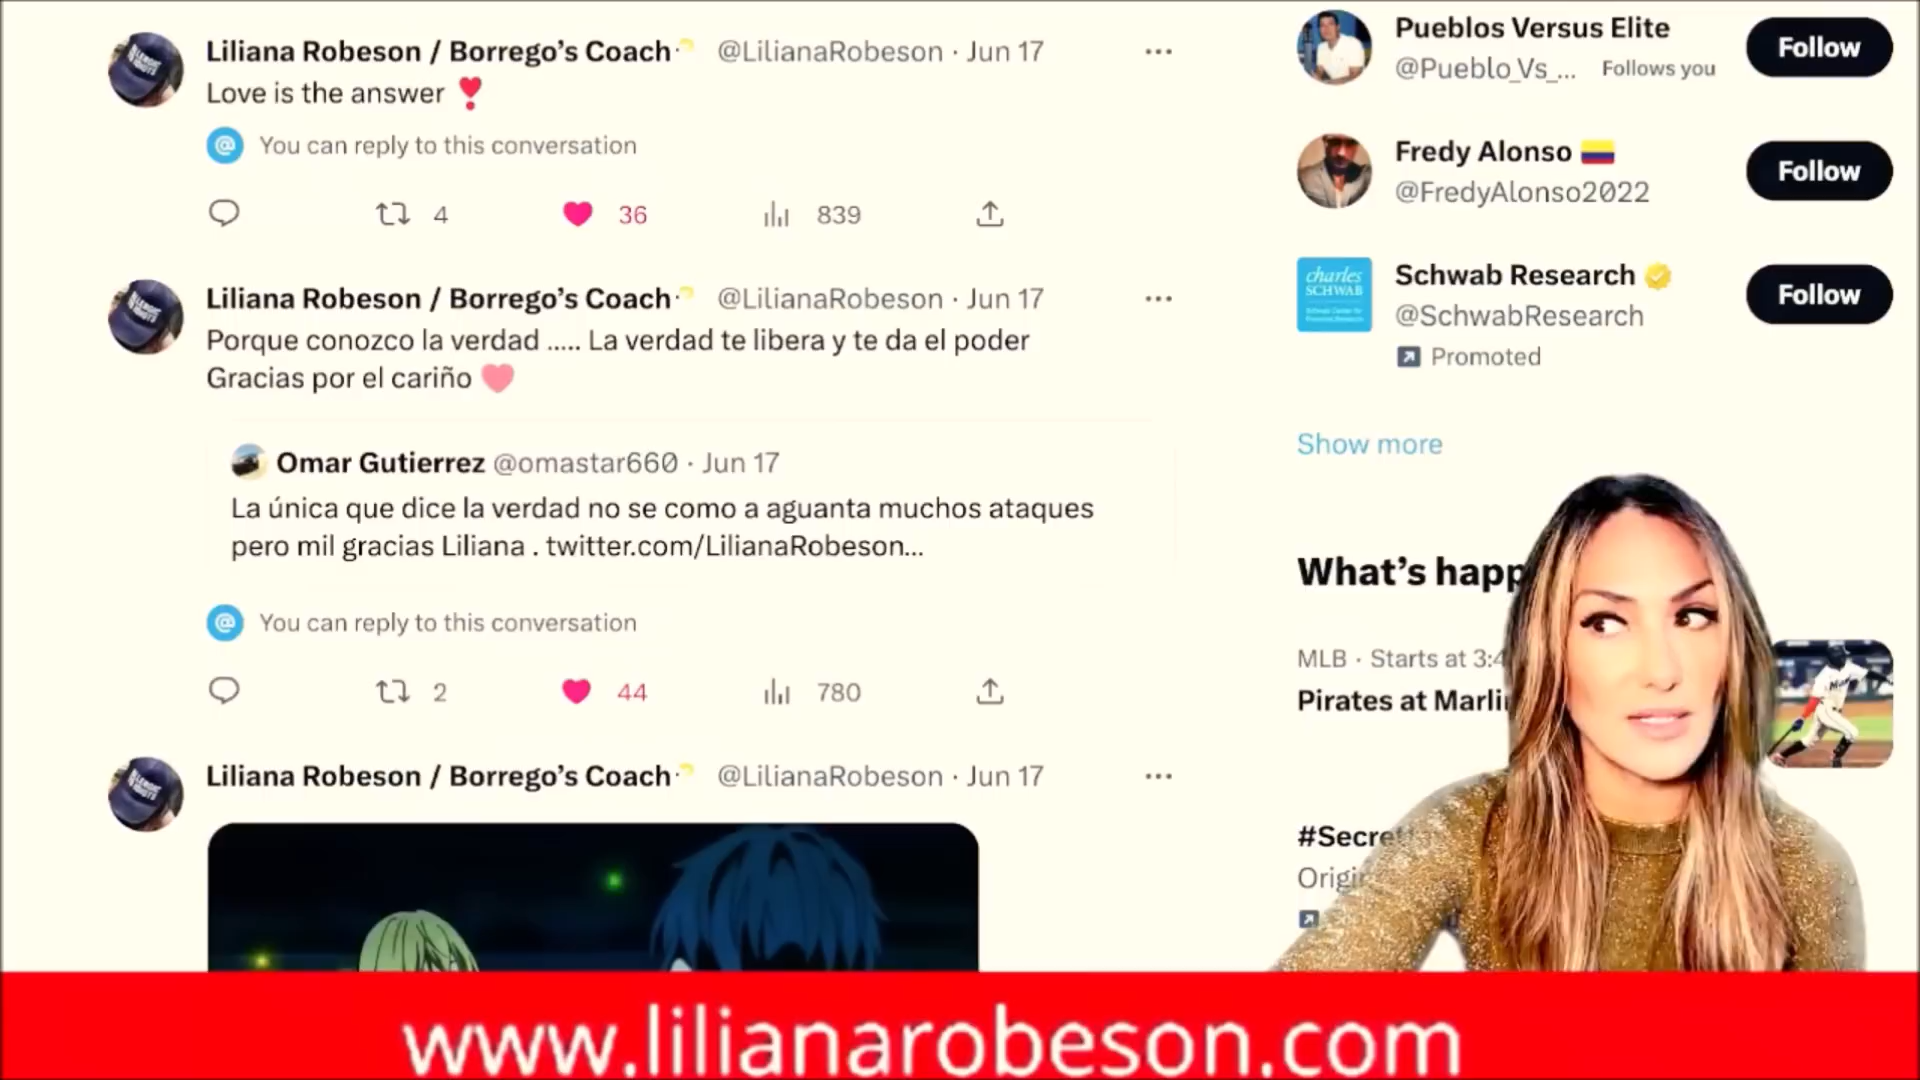 Liliana Robeson / Borrego's Coach @LilianaRobeson · Jun 17
Love is the answer
@ You can reply to this conversation
4 36 839
Liliana Robeson / Borrego's Coach @LilianaRobeson · Jun 17
Porque conozco la verdad ..... La verdad te libera y te da el poder
Gracias por el cariño
Omar Gutierrez @omastar660 · Jun 17
La única que dice la verdad no se como a aguanta muchos ataques
pero mil gracias Liliana . twitter.com/LilianaRobeson...
@ You can reply to this conversation
2 44 780
Liliana Robeson / Borrego's Coach @LilianaRobeson · Jun 17
Pueblos Versus Elite
@Pueblo_Vs_... Follows you
Follow
Fredy Alonso
@FredyAlonso2022
Follow
charles
SCHWAB
Schwab Research
@SchwabResearch
Promoted
Follow
Show more
What's happ
MLB · Starts at 3:4
Pirates at Marli
#Secre
Origi
www.lilianarobeson.com